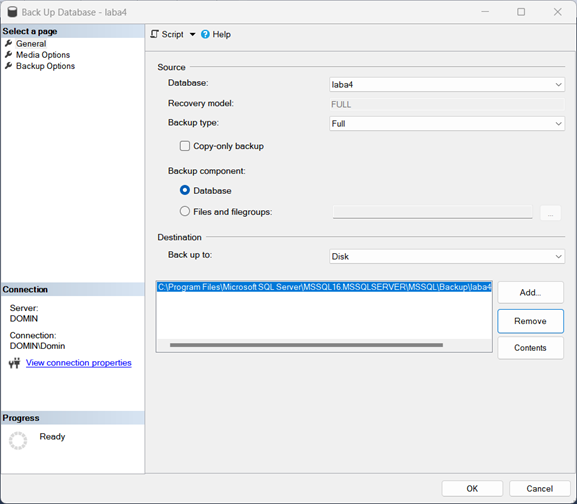 Back Up Database - laba4
Select a page
General
Media Options
Backup Options
Script
Help
Source
Database:
laba4
Recovery model:
FULL
Backup type:
Full
Copy-only backup
Backup component:
Database
Files and filegroups:
...
Destination
Back up to:
Disk
C:\Program Files\Microsoft SQL Server\MSSQL16.MSSQLSERVER\MSSQL\Backup\laba4
Add...
Remove
Contents
Connection
Server:
DOMIN
Connection:
DOMIN\Domin
View connection properties
Progress
Ready
OK
Cancel